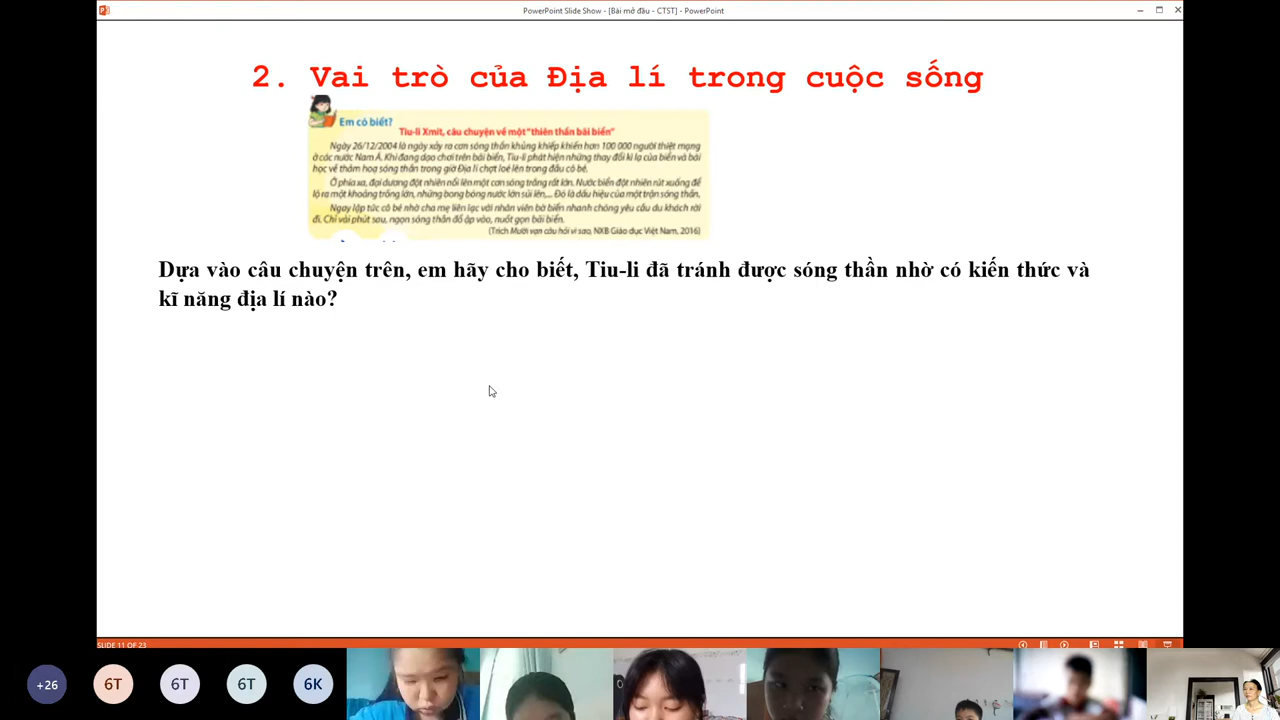 PowerPoint Slide Show - [Bài mở đầu - CTST] - PowerPoint
2. Vai trò của Địa lí trong cuộc sống
Em có biết?
Tiu-li Xmít, câu chuyện về một "thiên thần bãi biển"
Ngày 26/12/2004 là ngày xảy ra cơn sóng thần khủng khiếp khiến hơn 100 000 người thiệt mạng
ở các nước Nam Á. Khi đang dạo chơi trên bãi biển, Tiu-li phát hiện những thay đổi kì lạ của biển và bài
học về thảm hoạ sóng thần trong giờ Địa lí chợt loé lên trong đầu cô bé.
Ở phía xa, đại dương đột nhiên nổi lên một cơn sóng trắng rất lớn. Nước biển đột nhiên rút xuống để
lộ ra một khoảng trống lớn, những bong bóng nước lớn sủi lên,... Đó là dấu hiệu của một trận sóng thần.
Ngay lập tức cô bé nhờ cha mẹ liên lạc với nhân viên bờ biển nhanh chóng yêu cầu du khách rời
đi. Chỉ vài phút sau, ngọn sóng thần đổ ập vào, nuốt gọn bãi biển.
(Trích Mười vạn câu hỏi vì sao, NXB Giáo dục Việt Nam, 2016)
Dựa vào câu chuyện trên, em hãy cho biết, Tiu-li đã tránh được sóng thần nhờ có kiến thức và
kĩ năng địa lí nào?
SLIDE 11 OF 23
+26
6T
6T
6T
6K